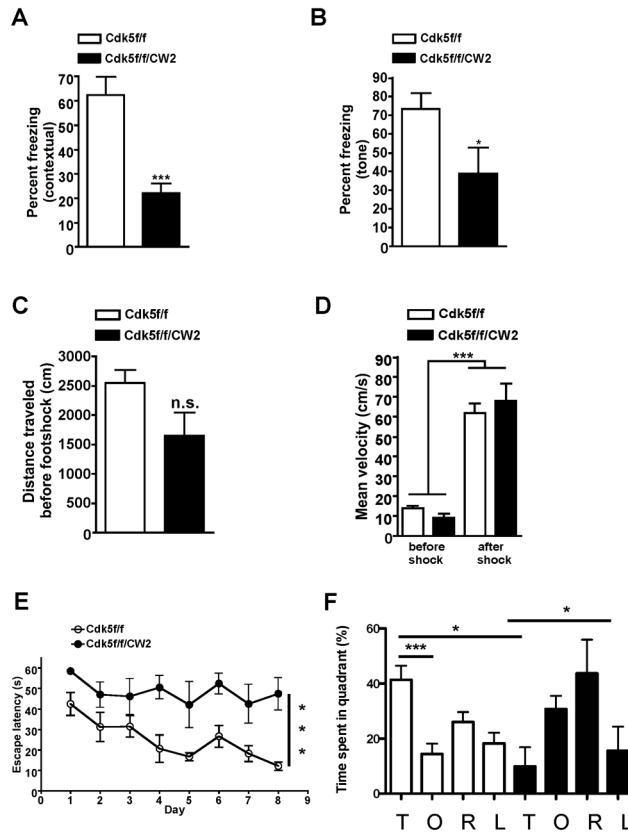 A
Cdk5f/f
Cdk5f/f/CW2
Percent freezing
(contextual)
70
60
50
40
30
20
10
0
***
B
Cdk5f/f
Cdk5f/f/CW2
Percent freezing
(tone)
90
80
70
60
50
40
30
20
10
0
*
C
Cdk5f/f
Cdk5f/f/CW2
Distance traveled
before footshock (cm)
2500
2500
1500
1000
500
0
n.s.
D
Cdk5f/f
Cdk5f/f/CW2
Mean velocity (cm/s)
90
80
70
60
50
40
30
20
10
0
***
before
shock
after
shock
E
Cdk5f/f
Cdk5f/f/CW2
Escape latency (s)
60
50
40
30
20
10
0
0 1 2 3 4 5 6 7 8 9
Day
*
*
*
F
Time spent in quadrant (%)
60
40
20
0
***
*
*
T O R L T O R L